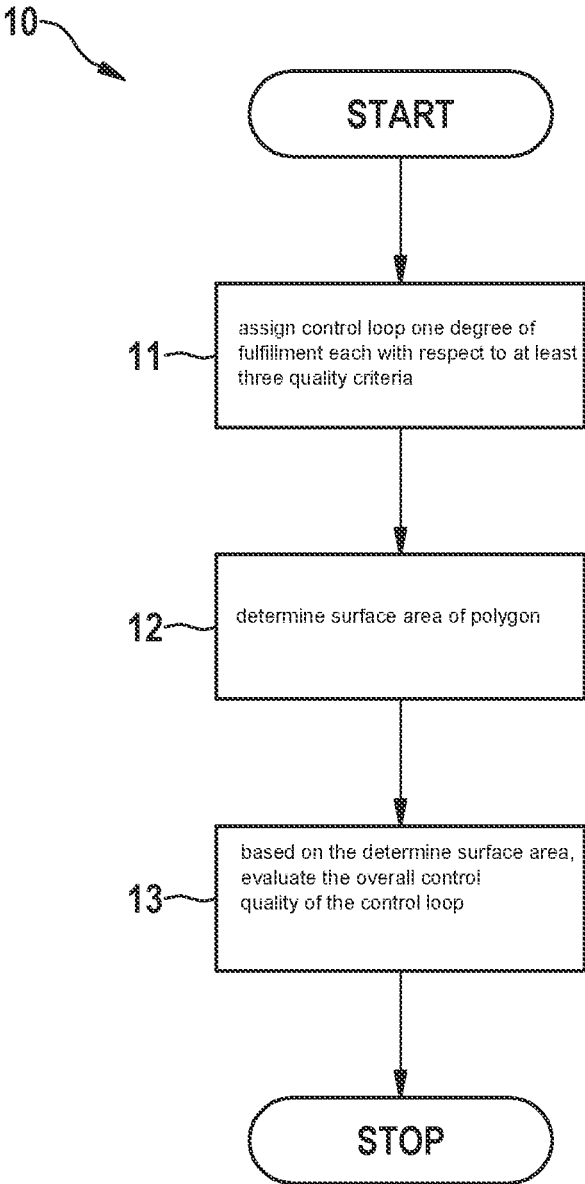 10
START
11
assign control loop one degree of
fulfillment each with respect to at least
three quality criteria
12
determine surface area of polygon
13
based on the determine surface area,
evaluate the overall control
quality of the control loop
STOP